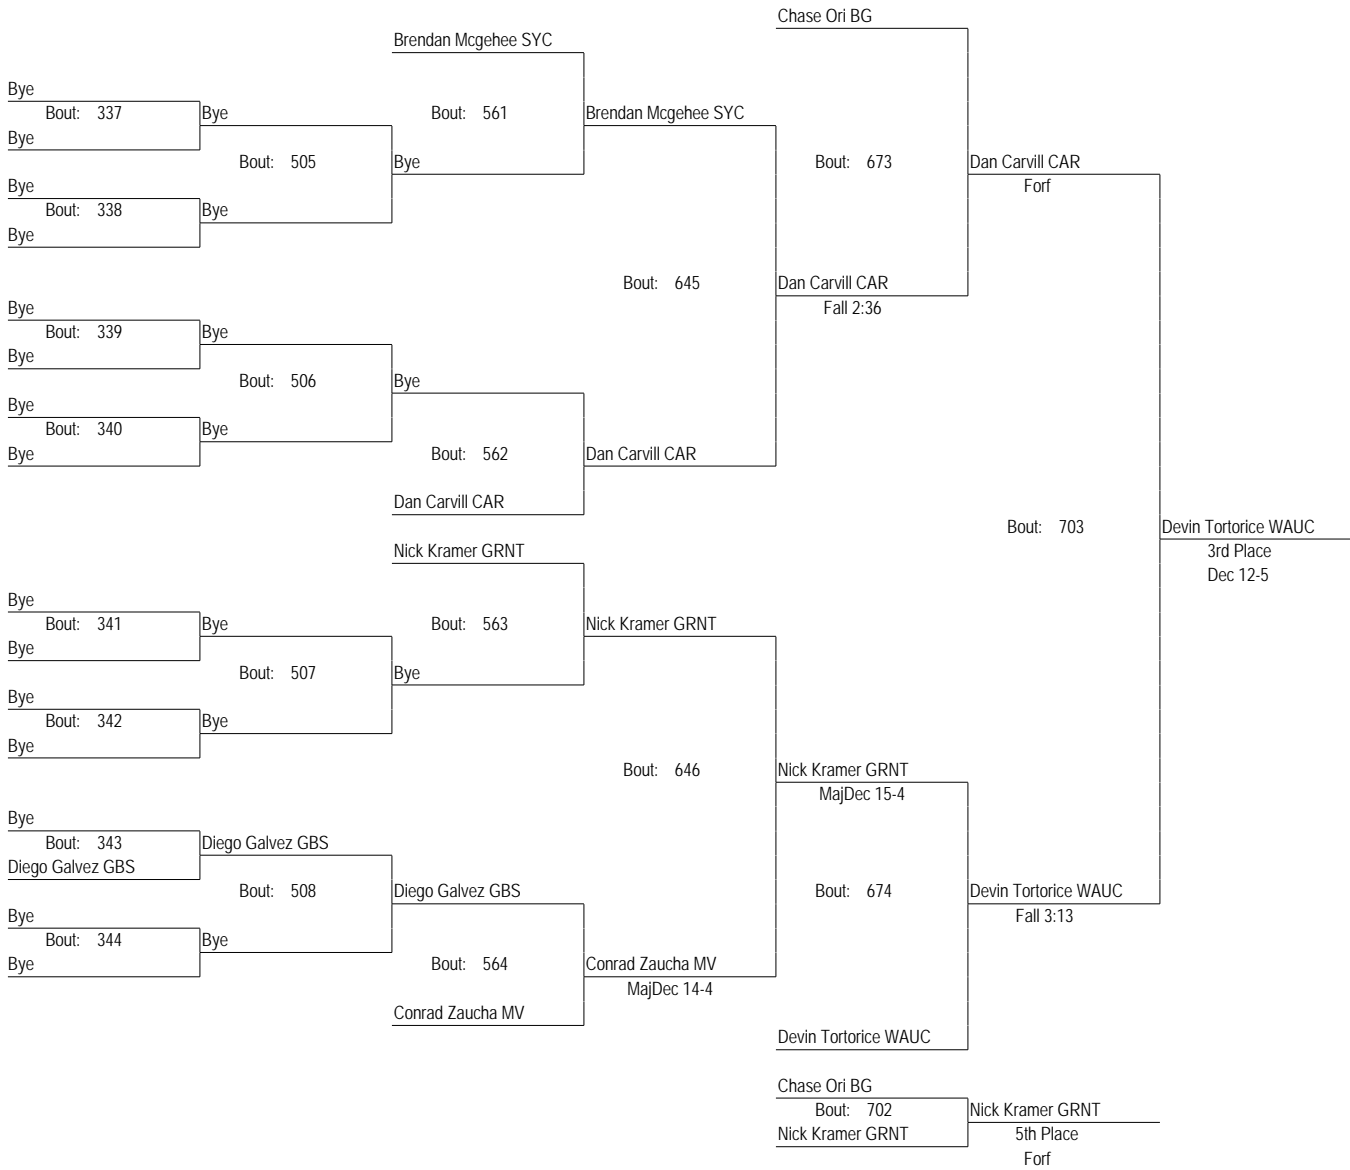 Chase Ori BG
Brendan Mcgehee SYC
Bye
Bout: 337
Bye
Bout: 561
Brendan Mcgehee SYC
Bye
Bout: 505
Bye
Bout: 673
Dan Carvill CAR
Forf
Bye
Bout: 338
Bye
Bye
Bout: 645
Dan Carvill CAR
Fall 2:36
Bye
Bout: 339
Bye
Bye
Bout: 506
Bye
Bye
Bout: 340
Bye
Bye
Bout: 562
Dan Carvill CAR
Dan Carvill CAR
Bout: 703
Devin Tortorice WAUC
3rd Place
Dec 12-5
Nick Kramer GRNT
Bye
Bout: 341
Bye
Bout: 563
Nick Kramer GRNT
Bye
Bout: 507
Bye
Bye
Bout: 342
Bye
Bye
Bout: 646
Nick Kramer GRNT
MajDec 15-4
Bye
Bout: 343
Diego Galvez GBS
Diego Galvez GBS
Bout: 508
Diego Galvez GBS
Bout: 674
Devin Tortorice WAUC
Fall 3:13
Bye
Bout: 344
Bye
Bye
Bout: 564
Conrad Zaucha MV
MajDec 14-4
Conrad Zaucha MV
Devin Tortorice WAUC
Chase Ori BG
Bout: 702
Nick Kramer GRNT
Nick Kramer GRNT
5th Place
Forf